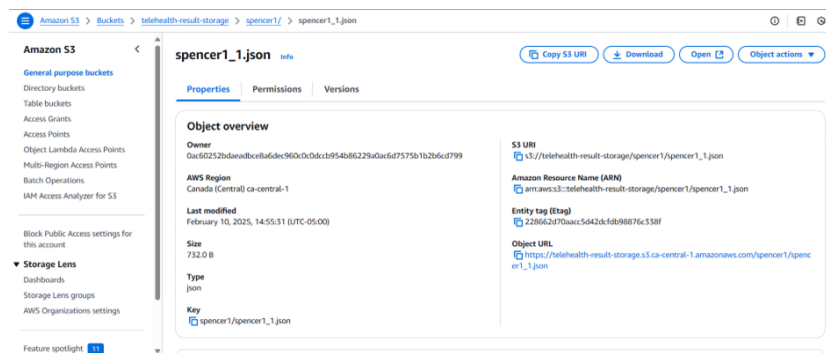 Amazon S3 > Buckets > telehealth-result-storage > spencer1/ > spencer1_1.json
Amazon S3
General purpose buckets
Directory buckets
Table buckets
Access Grants
Access Points
Object Lambda Access Points
Multi-Region Access Points
Batch Operations
IAM Access Analyzer for S3
Block Public Access settings for
this account
Storage Lens
Dashboards
Storage Lens groups
AWS Organizations settings
Feature spotlight 11
spencer1_1.json Info
Copy S3 URI
Download
Open
Object actions
Properties
Permissions
Versions
Object overview
Owner
0ac60252bdaeadbce8a6dec960c0c0dccb954b86229a0ac6d7575b1b2b6cd799
AWS Region
Canada (Central) ca-central-1
Last modified
February 10, 2025, 14:55:31 (UTC-05:00)
Size
732.0 B
Type
json
Key
spencer1/spencer1_1.json
S3 URI
s3://telehealth-result-storage/spencer1/spencer1_1.json
Amazon Resource Name (ARN)
arn:aws:s3:::telehealth-result-storage/spencer1/spencer1_1.json
Entity tag (Etag)
228662d70aacc5d42dcfdb98876c338f
Object URL
https://telehealth-result-storage.s3.ca-central-1.amazonaws.com/spencer1/spenc
er1_1.json